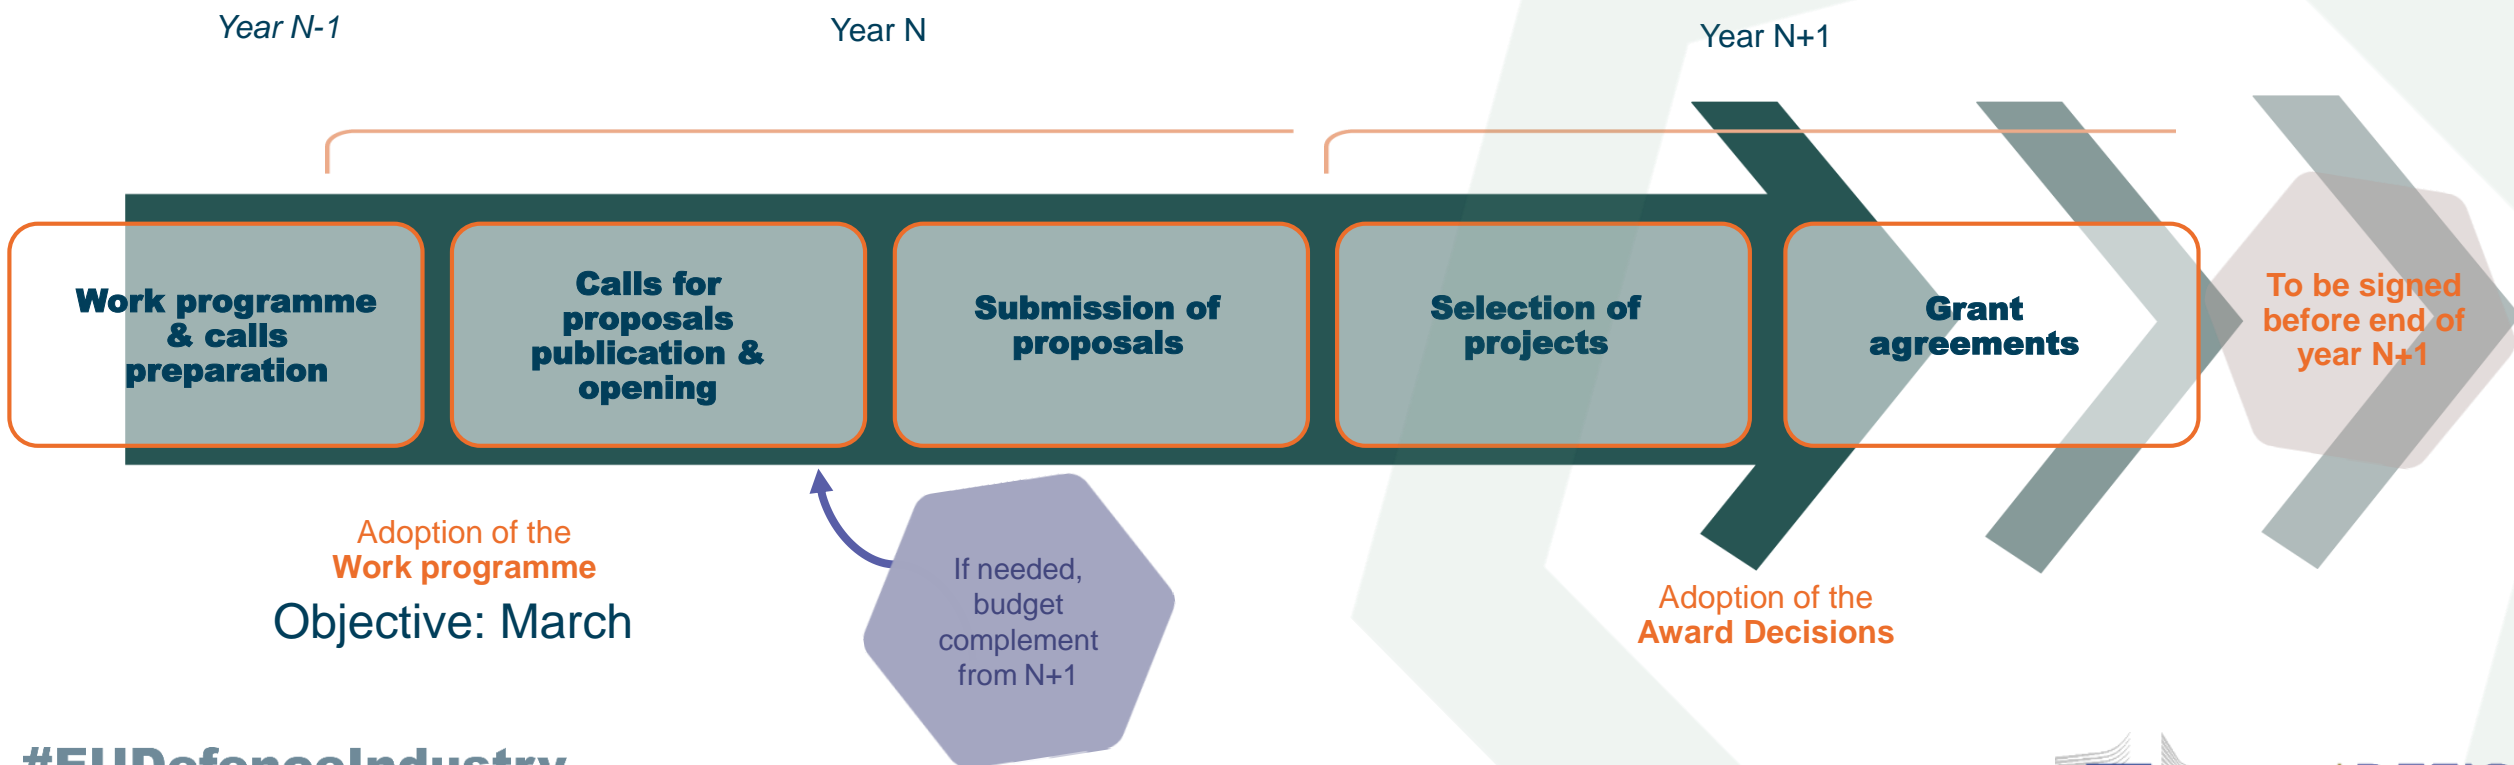 Year N-1
Year N
Year N+1
Work programme
& calls
preparation
Calls for
proposals
publication &
opening
Submission of
proposals
Selection of
projects
Grant
agreements
To be signed
before end of
year N+1
Adoption of the
Work programme
Objective: March
If needed,
budget
complement
from N+1
Adoption of the
Award Decisions
#EUDefenceIndustry